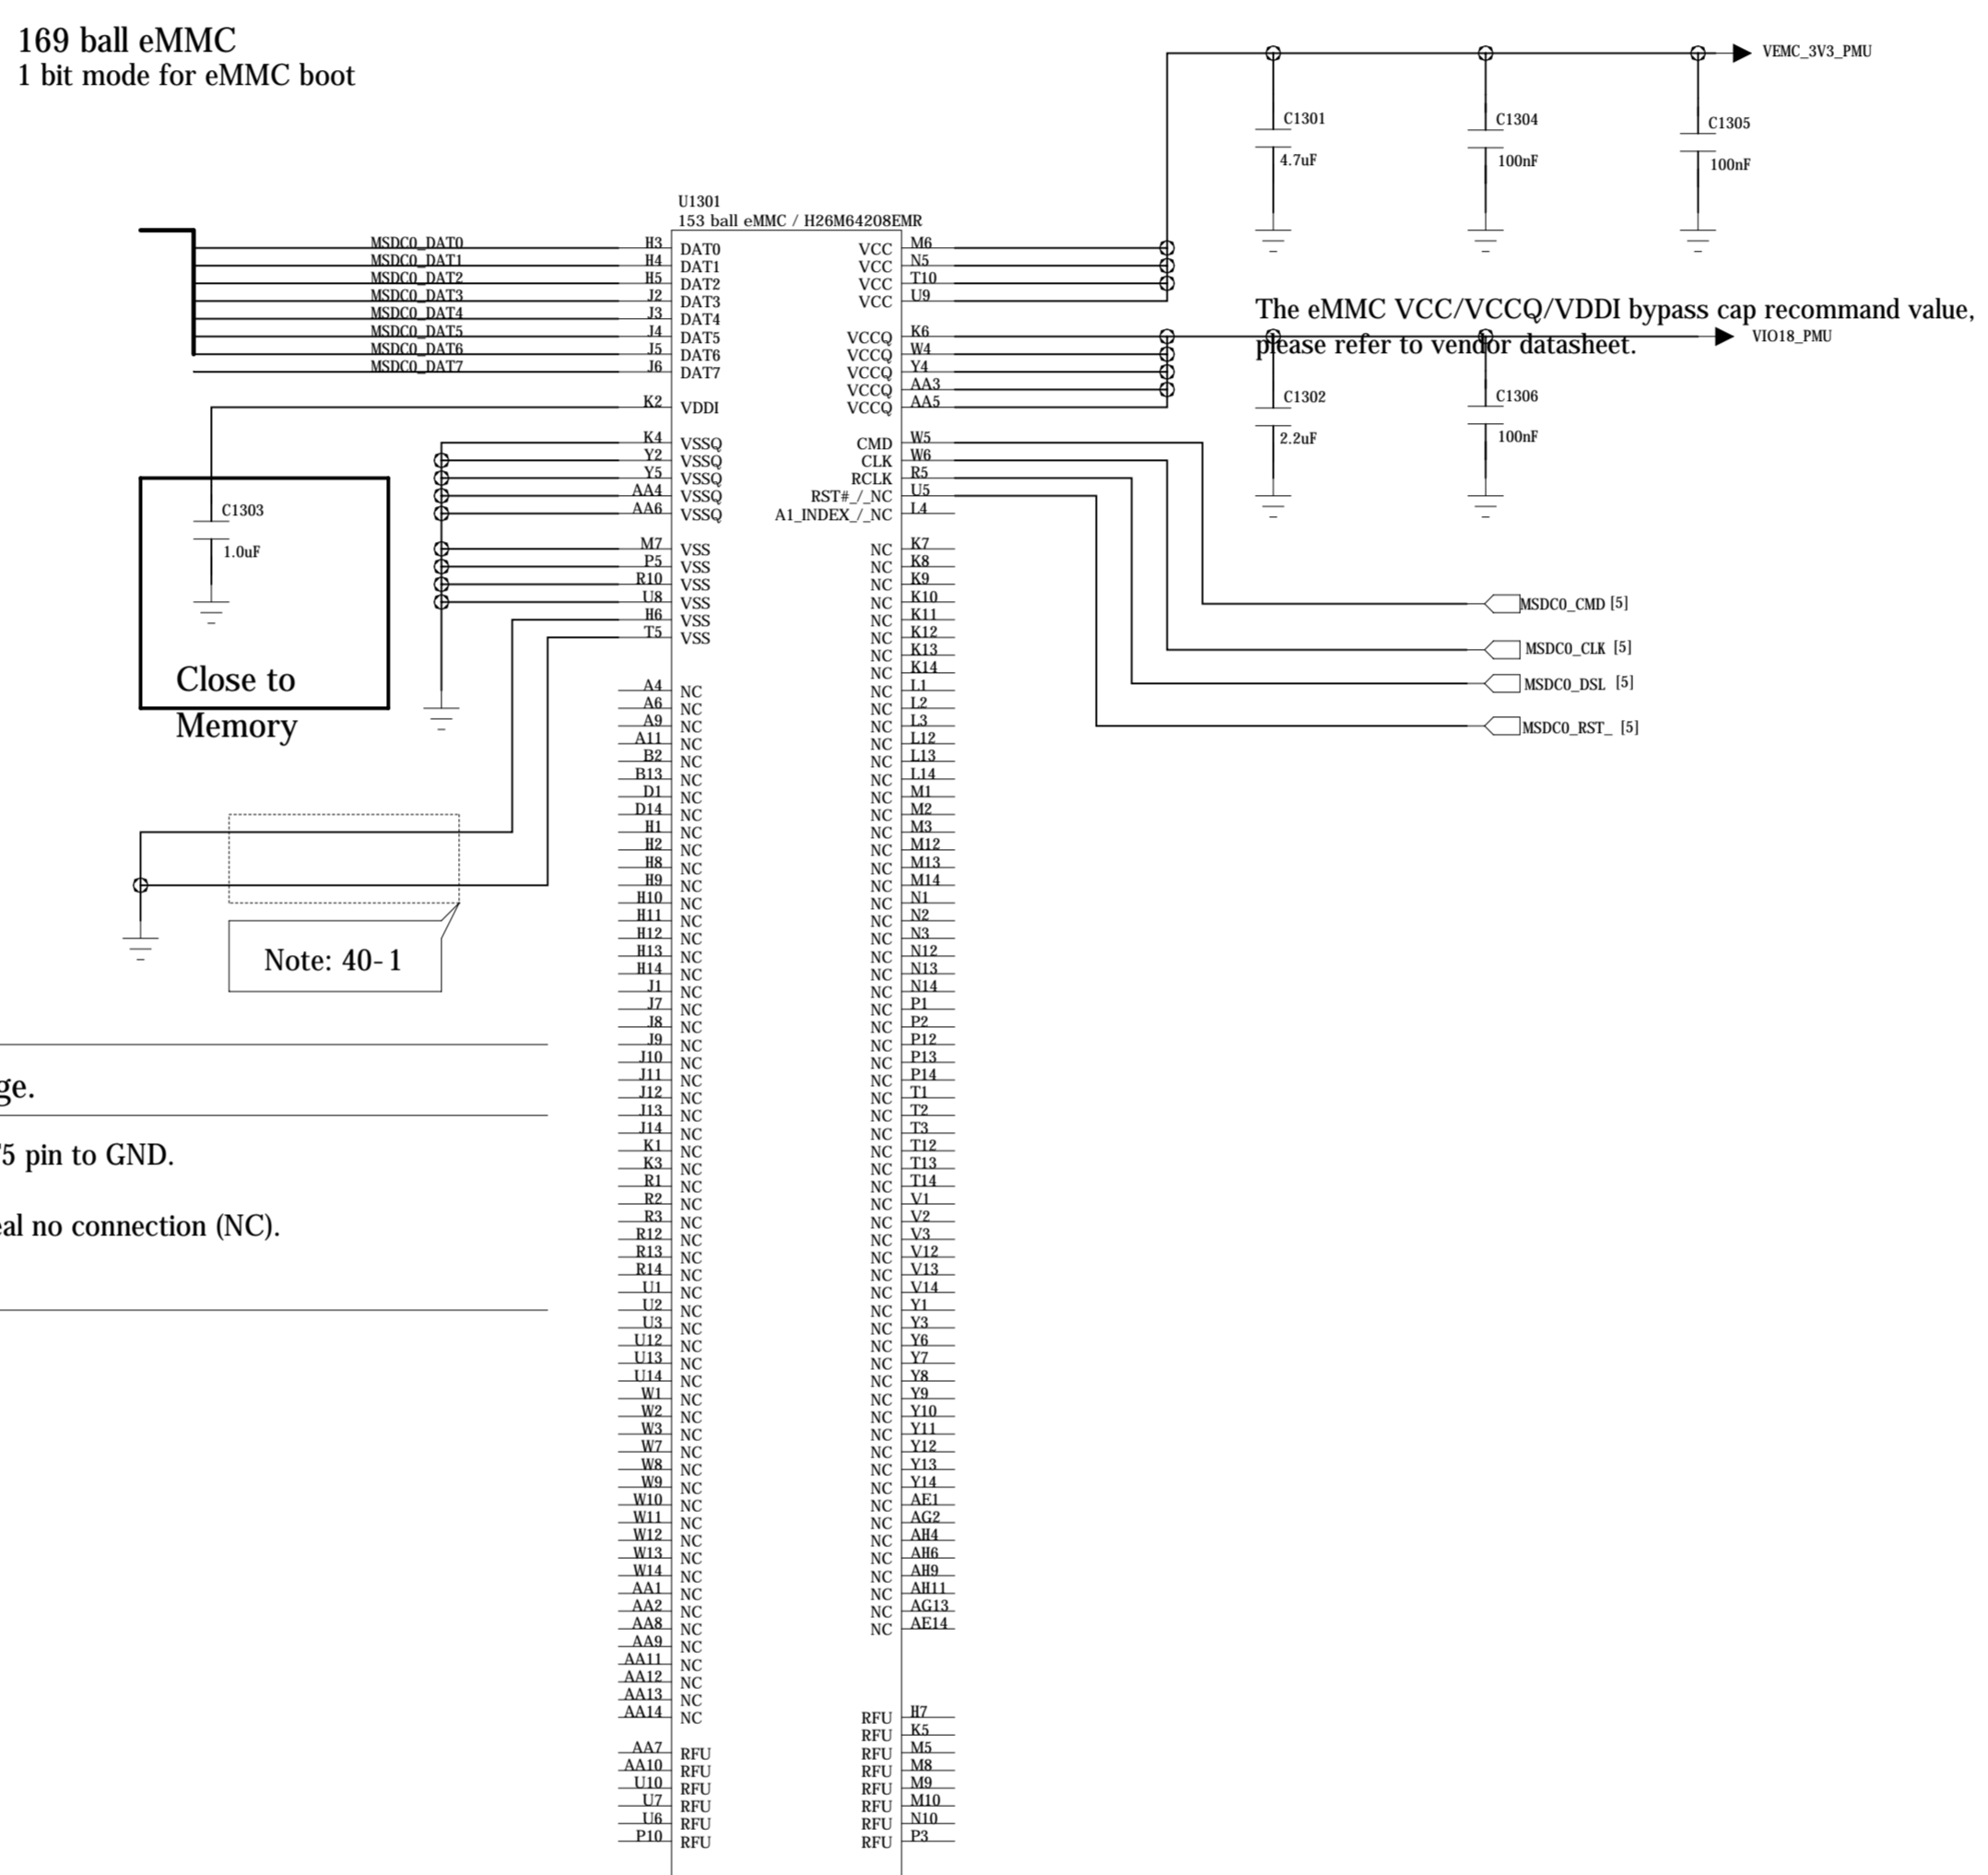 169 ball eMMC
1 bit mode for eMMC boot
VEMC_3V3_PMU
C1301
4.7uF
C1304
100nF
C1305
100nF
U1301
153 ball eMMC / H26M64208EMR
MSDC0_DAT0 H3 DAT0
MSDC0_DAT1 H4 DAT1
MSDC0_DAT2 H5 DAT2
MSDC0_DAT3 J2 DAT3
MSDC0_DAT4 J3 DAT4
MSDC0_DAT5 J4 DAT5
MSDC0_DAT6 J5 DAT6
MSDC0_DAT7 J6 DAT7
K2 VDDI
K4 VSSQ
Y2 VSSQ
Y5 VSSQ
AA4 VSSQ
AA6 VSSQ
M7 VSS
P5 VSS
R10 VSS
U8 VSS
H6 VSS
T5 VSS
A4 NC
A6 NC
A9 NC
A11 NC
B2 NC
B13 NC
D1 NC
D14 NC
H1 NC
H2 NC
H8 NC
H9 NC
H10 NC
H11 NC
H12 NC
H13 NC
H14 NC
J1 NC
J7 NC
J8 NC
J9 NC
J10 NC
J11 NC
J12 NC
J13 NC
J14 NC
K1 NC
K3 NC
R1 NC
R2 NC
R3 NC
R12 NC
R13 NC
R14 NC
U1 NC
U2 NC
U3 NC
U12 NC
U13 NC
U14 NC
W1 NC
W2 NC
W3 NC
W7 NC
W8 NC
W9 NC
W10 NC
W11 NC
W12 NC
W13 NC
W14 NC
AA1 NC
AA2 NC
AA8 NC
AA9 NC
AA11 NC
AA12 NC
AA13 NC
AA14 NC
AA7 RFU
AA10 RFU
U10 RFU
U7 RFU
U6 RFU
P10 RFU
VCC M6
VCC N5
VCC T10
VCC U9
VCCQ K6
VCCQ W4
VCCQ Y4
VCCQ AA3
VCCQ AA5
CMD W5
CLK W6
RCLK R5
RST#_/_NC U5
A1_INDEX_/_NC L4
NC K7
NC K8
NC K9
NC K10
NC K11
NC K12
NC K13
NC K14
NC L1
NC L2
NC L3
NC L12
NC L13
NC L14
NC M1
NC M2
NC M3
NC M12
NC M13
NC M14
NC N1
NC N2
NC N3
NC N12
NC N13
NC N14
NC P1
NC P2
NC P12
NC P13
NC P14
NC T1
NC T2
NC T3
NC T12
NC T13
NC T14
NC V1
NC V2
NC V3
NC V12
NC V13
NC V14
NC Y1
NC Y3
NC Y6
NC Y7
NC Y8
NC Y9
NC Y10
NC Y11
NC Y12
NC Y13
NC Y14
NC AE1
NC AG2
NC AH4
NC AH6
NC AH9
NC AH11
NC AG13
NC AE14
RFU H7
RFU K5
RFU M5
RFU M8
RFU M9
RFU M10
RFU N10
RFU P3
The eMMC VCC/VCCQ/VDDI bypass cap recommand value,
please refer to vendor datasheet.
VIO18_PMU
C1302
2.2uF
C1306
100nF
MSDC0_CMD [5]
MSDC0_CLK [5]
MSDC0_DSL [5]
MSDC0_RST_ [5]
C1303
1.0uF
Close to
Memory
Note: 40-1
ge.
5 pin to GND.
eal no connection (NC).